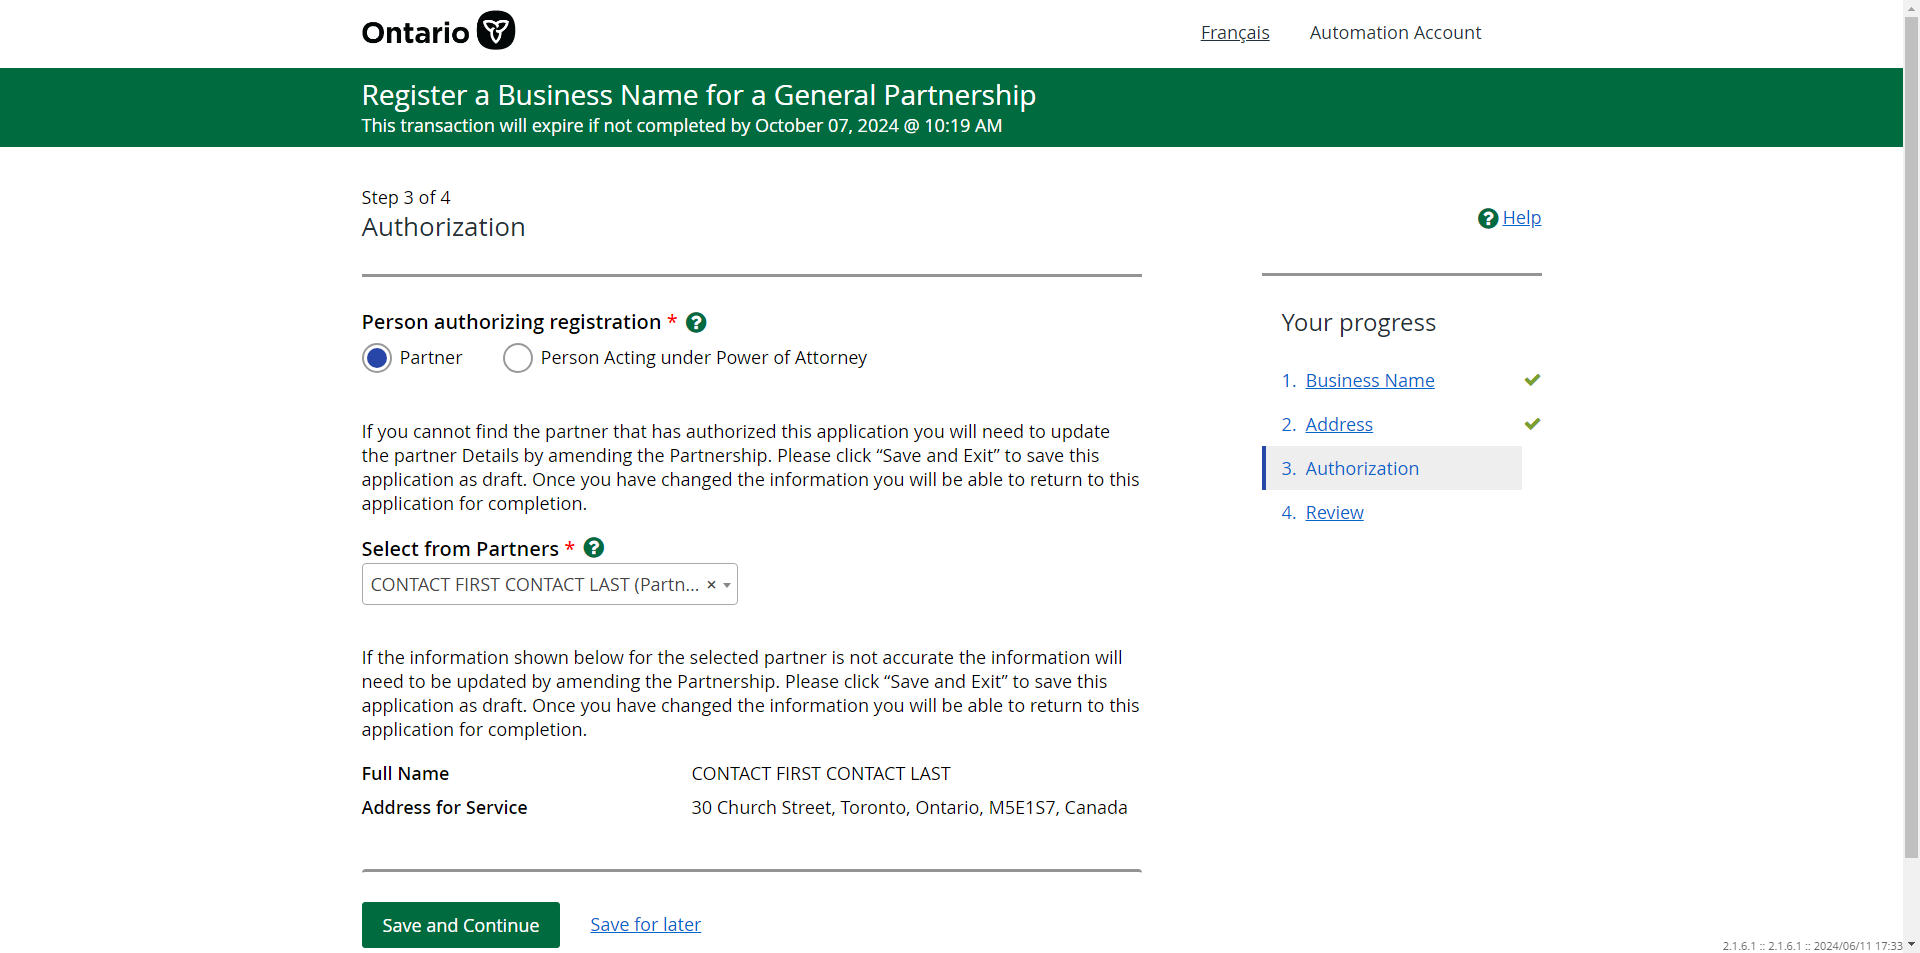 Ontario
Français
Automation Account
Register a Business Name for a General Partnership
This transaction will expire if not completed by October 07, 2024 @ 10:19 AM
Step 3 of 4
Authorization
? Help
Person authorizing registration * ?
Partner
Person Acting under Power of Attorney
If you cannot find the partner that has authorized this application you will need to update
the partner Details by amending the Partnership. Please click “Save and Exit” to save this
application as draft. Once you have changed the information you will be able to return to this
application for completion.
Select from Partners * ?
CONTACT FIRST CONTACT LAST (Partn... ×
If the information shown below for the selected partner is not accurate the information will
need to be updated by amending the Partnership. Please click “Save and Exit” to save this
application as draft. Once you have changed the information you will be able to return to this
application for completion.
Full Name CONTACT FIRST CONTACT LAST
Address for Service 30 Church Street, Toronto, Ontario, M5E1S7, Canada
Save and Continue
Save for later
Your progress
1. Business Name
2. Address
3. Authorization
4. Review
2.1.6.1 :: 2.1.6.1 :: 2024/06/11 17:33